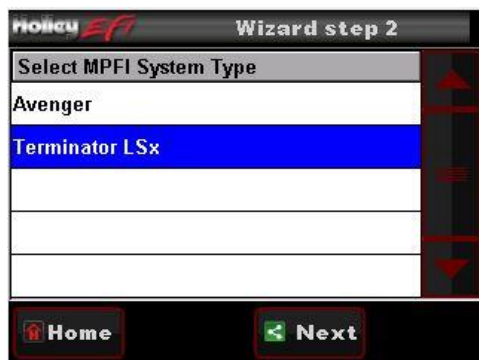 Holley EFI Wizard step 2
Select MPFI System Type
Avenger
Terminator LSx
Home Next